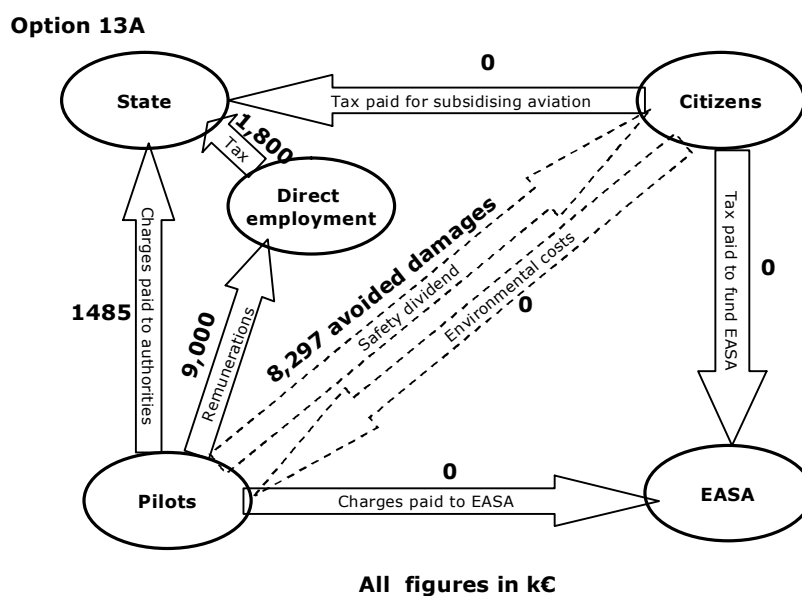 Option 13A
0
State
Tax paid for subsidising aviation
Citizens
1,800
Tax
Direct
employment
Charges paid to authorities
1485
9,000
Remunerations
8,297 avoided damages
Safety dividend
Environmental costs
0
Tax paid to fund EASA
0
Pilots
0
Charges paid to EASA
EASA
All figures in k€